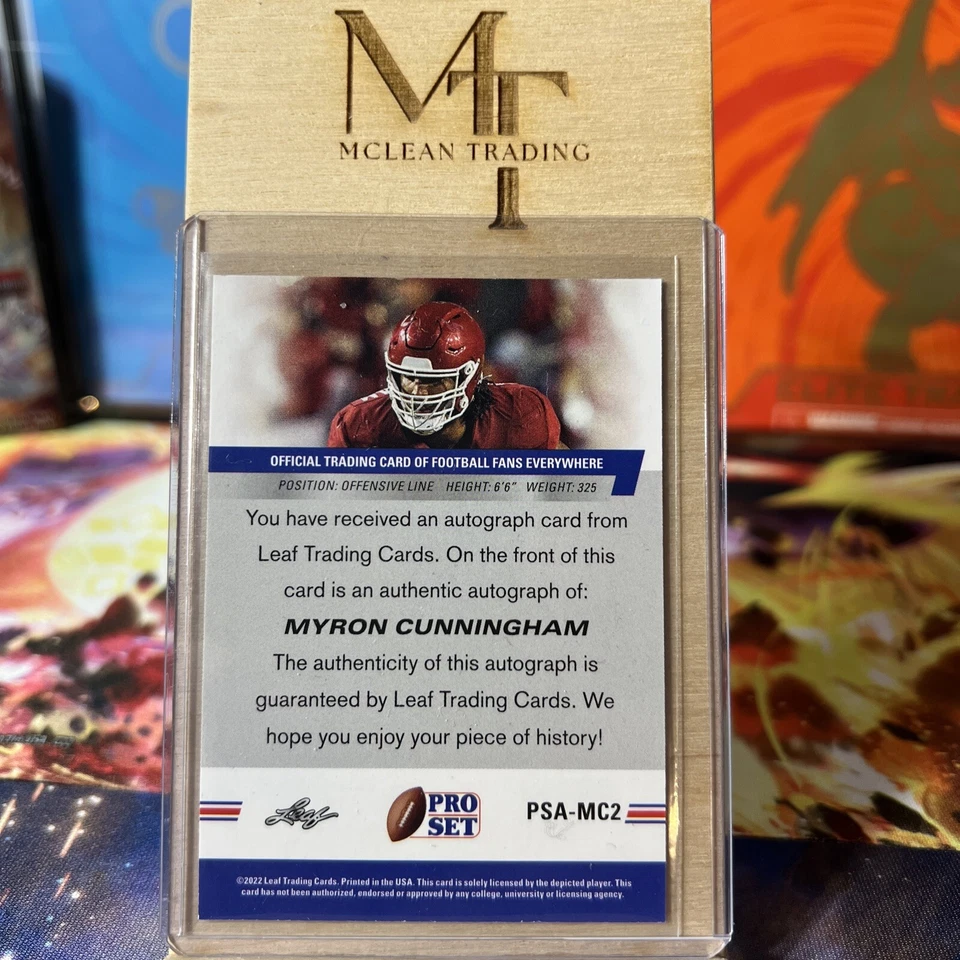 MT
MCLEAN TRADING
OFFICIAL TRADING CARD OF FOOTBALL FANS EVERYWHERE
POSITION: OFFENSIVE LINE HEIGHT: 6'6" WEIGHT: 325
You have received an autograph card from
Leaf Trading Cards. On the front of this
card is an authentic autograph of:
MYRON CUNNINGHAM
The authenticity of this autograph is
guaranteed by Leaf Trading Cards. We
hope you enjoy your piece of history!
Leaf
PRO
SET
PSA-MC2
©2022 Leaf Trading Cards. Printed in the USA. This card is solely licensed by the depicted player. This
card has not been authorized, endorsed or approved by any college, university or licensing agency.